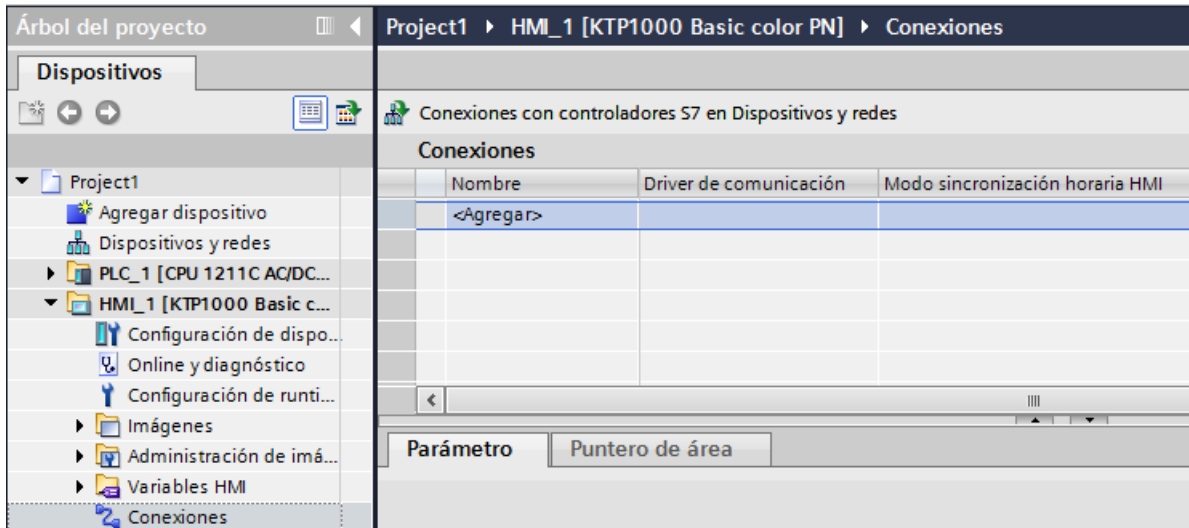 Árbol del proyecto
Project1 ▸ HMI_1 [KTP1000 Basic color PN] ▸ Conexiones
Dispositivos
Conexiones con controladores S7 en Dispositivos y redes
Conexiones
Nombre Driver de comunicación Modo sincronización horaria HMI
<Agregar>
Project1
Agregar dispositivo
Dispositivos y redes
PLC_1 [CPU 1211C AC/DC...
HMI_1 [KTP1000 Basic c...
Configuración de dispo...
Online y diagnóstico
Configuración de runti...
Imágenes
Administración de imá...
Variables HMI
Conexiones
Parámetro Puntero de área